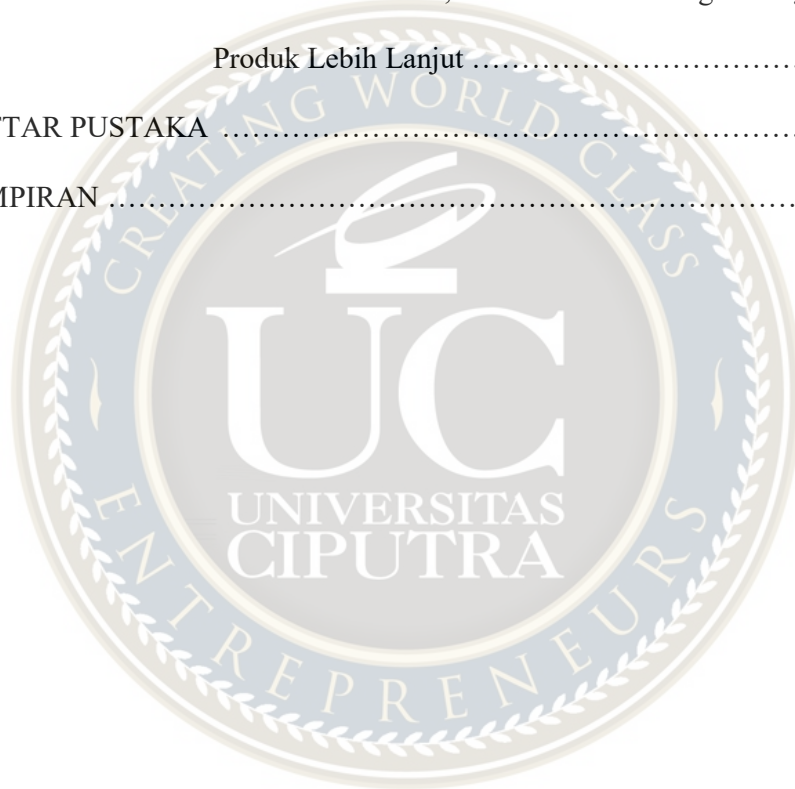 Produk Lebih Lanjut ……………………………
TAR PUSTAKA ………………………………………………………
MPIRAN …………………………………………………………………
CREATING WORLD CLASS
UC
UNIVERSITAS
CIPUTRA
ENTREPRENEURS